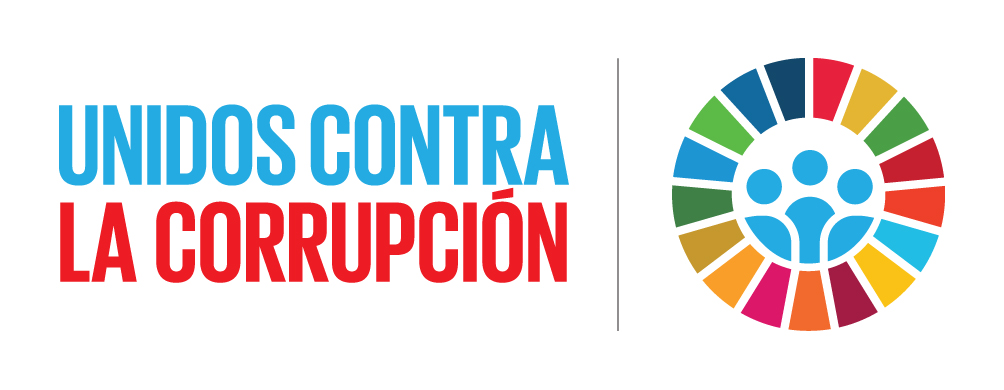 UNIDOS CONTRA
LA CORRUPCIÓN